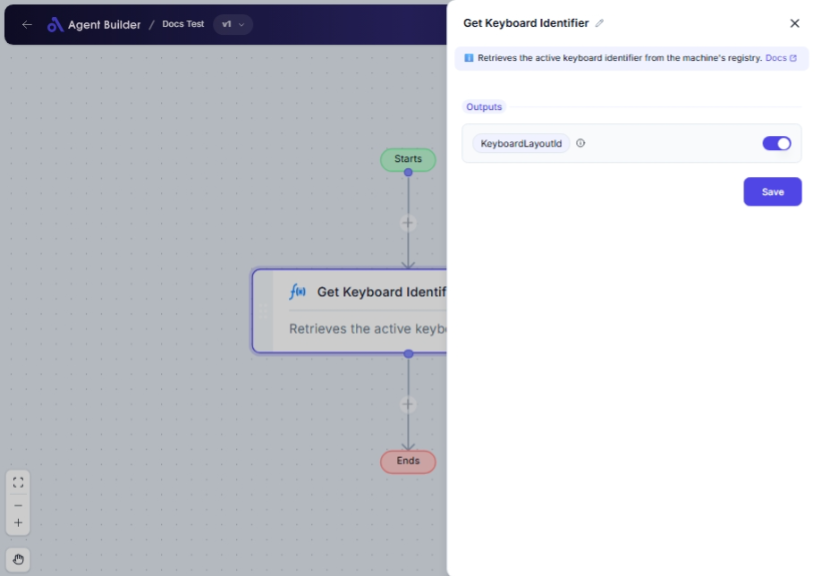 Agent Builder / Docs Test v1
Get Keyboard Identifier
Retrieves the active keyboard identifier from the machine's registry. Docs
Outputs
KeyboardLayoutId
Save
Starts
Get Keyboard Identif
Retrieves the active keyb
Ends